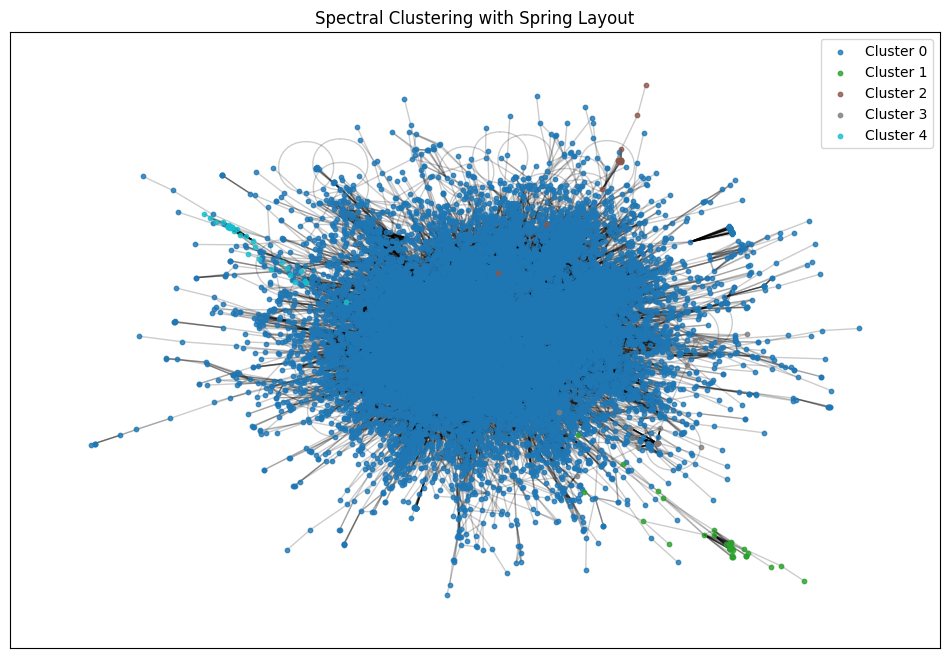 Spectral Clustering with Spring Layout
Cluster 0
Cluster 1
Cluster 2
Cluster 3
Cluster 4